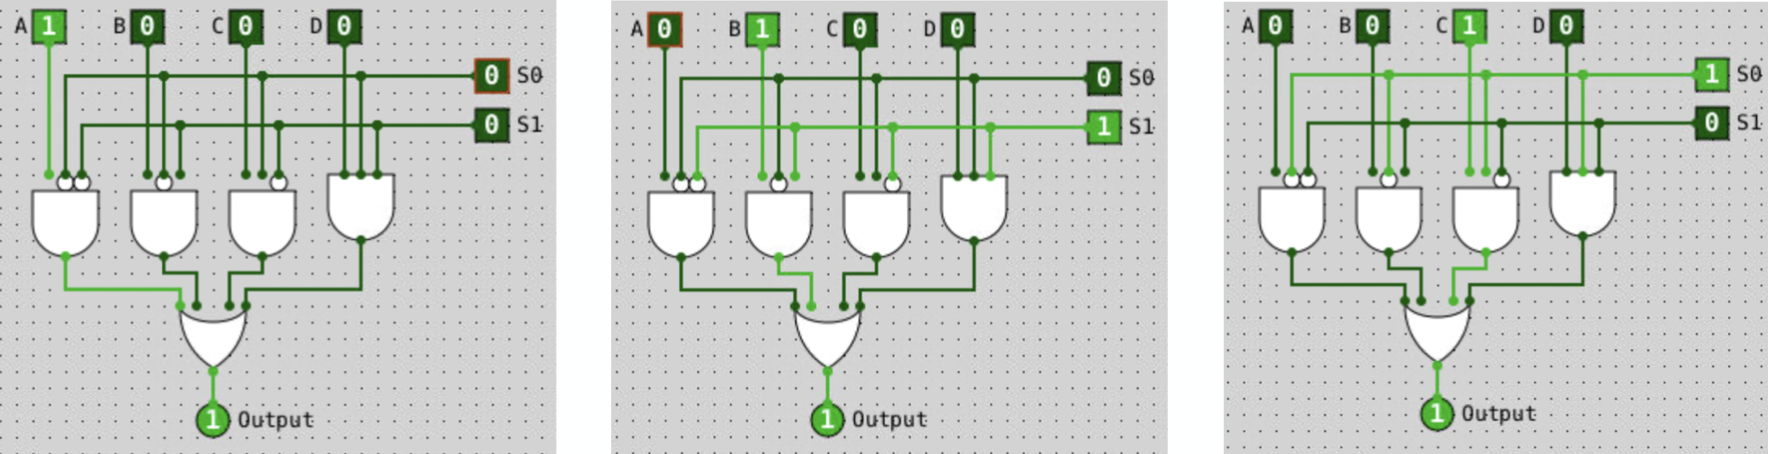 A 1 B 0 C 0 D 0
0 S0
0 S1
1 Output
A 0 B 1 C 0 D 0
0 S0
1 S1
1 Output
A 0 B 0 C 1 D 0
1 S0
0 S1
1 Output